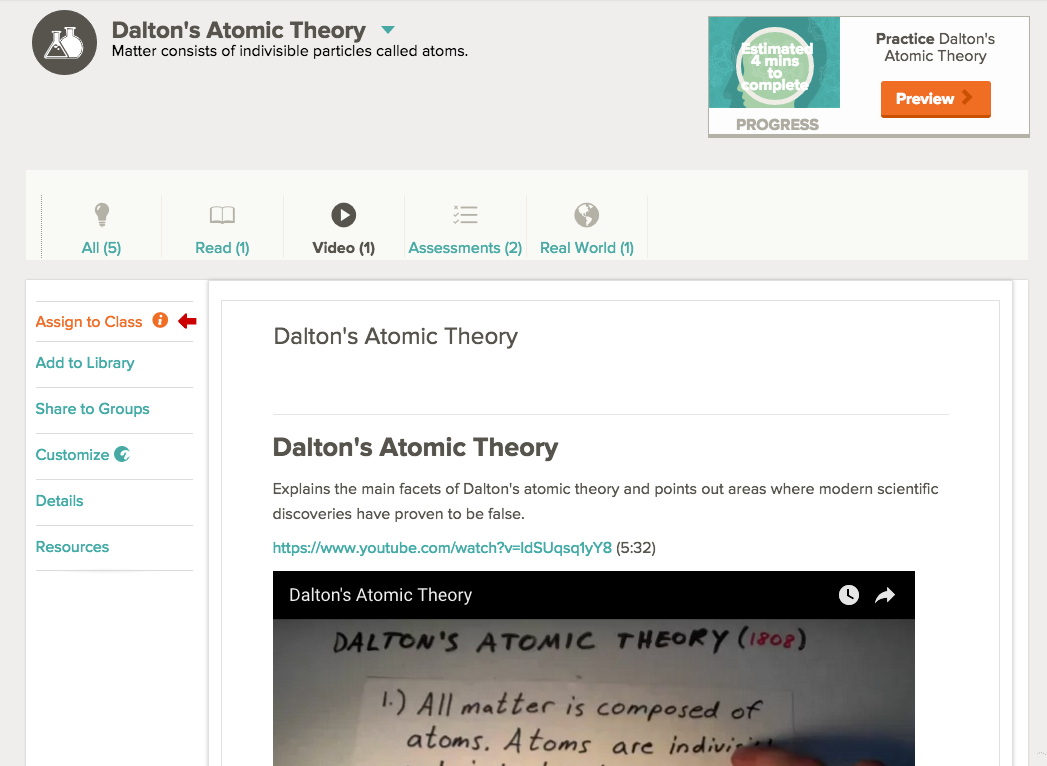 Dalton's Atomic Theory
Matter consists of indivisible particles called atoms.
Estimated
4 mins
to
complete
PROGRESS
Practice Dalton's
Atomic Theory
Preview
All (5)
Read (1)
Video (1)
Assessments (2)
Real World (1)
Assign to Class
Add to Library
Share to Groups
Customize
Details
Resources
Dalton's Atomic Theory
Dalton's Atomic Theory
Explains the main facets of Dalton's atomic theory and points out areas where modern scientific
discoveries have proven to be false.
https://www.youtube.com/watch?v=ldSUqsq1yY8 (5:32)
Dalton's Atomic Theory
DALTON'S ATOMIC THEORY (1808)
1.) All matter is composed of
atoms. Atoms are